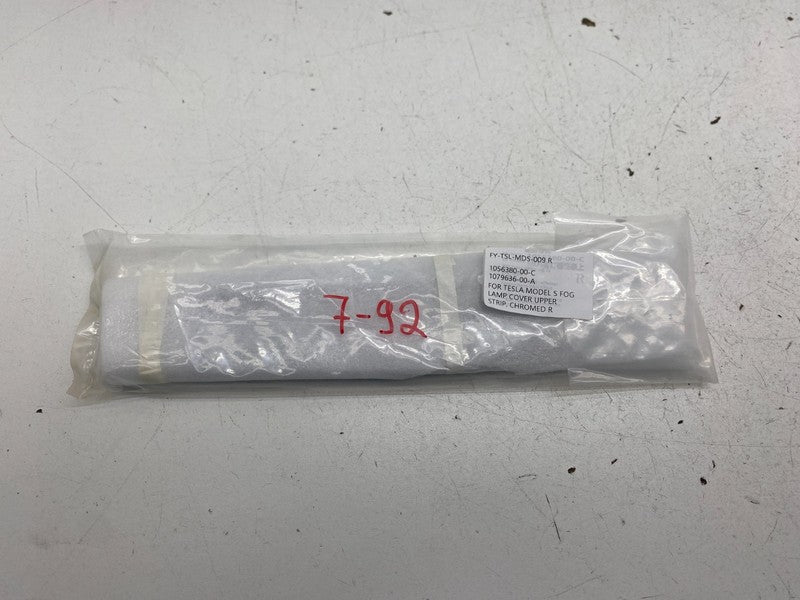 FY-TSL-MDS-009 R
1056380-00-C
1079636-00-A
FOR TESLA MODEL S FOG
LAMP COVER UPPER
STRIP, CHROMED R
7-92